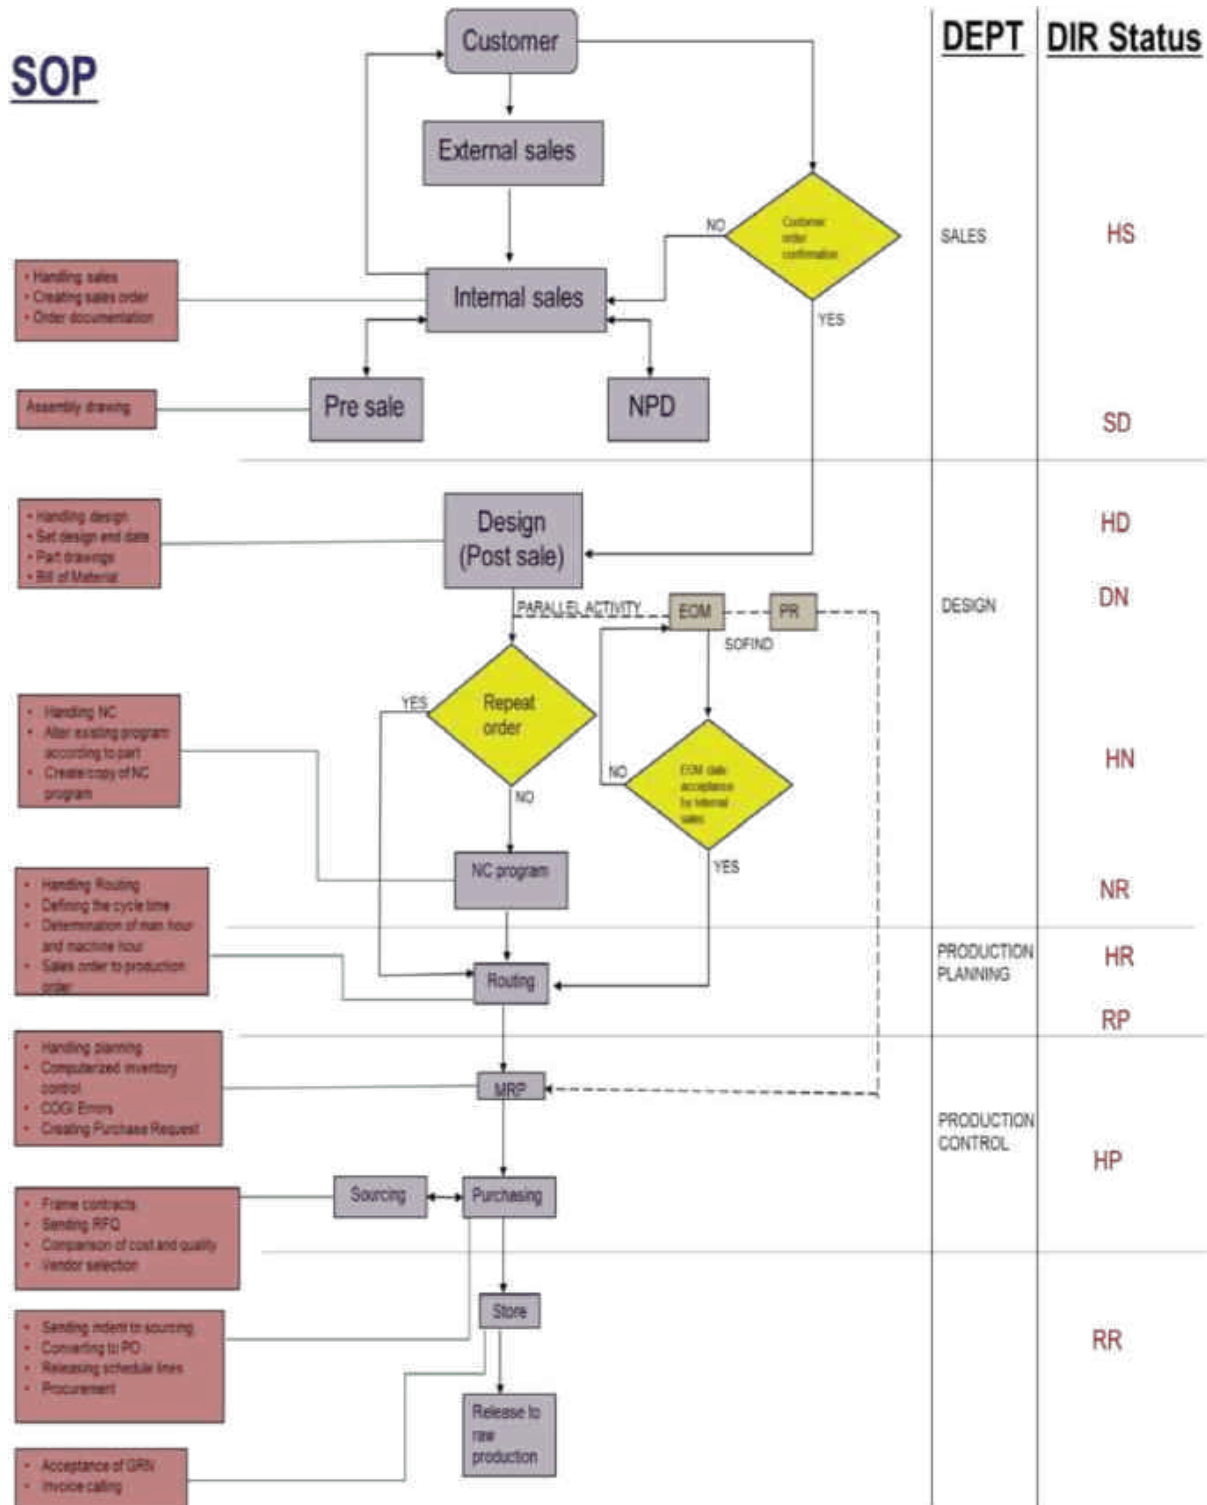 SOP
DEPT
DIR Status
Customer
External sales
NO
Customer
order
confirmation
YES
SALES
HS
• Handling sales
• Creating sales order
• Order documentation
Internal sales
Assembly drawing
Pre sale
NPD
SD
• Handling design
• Set design end date
• Part drawings
• Bill of Material
Design
(Post sale)
HD
PARALLEL ACTIVITY
EOM
PR
SOFIND
DESIGN
DN
YES
Repeat
order
NO
• Handling NC
• Alter existing program
according to part
• Create/copy of NC
program
NO
EOM date
acceptance
by internal
sales
YES
HN
NC program
NR
• Handling Routing
• Defining the cycle time
• Determination of man hour
and machine hour
• Sales order to production
order
Routing
PRODUCTION
PLANNING
HR
RP
• Handling planning
• Computerized inventory
control
• COGI Errors
• Creating Purchase Request
MRP
PRODUCTION
CONTROL
HP
Sourcing
Purchasing
• Frame contracts
• Sending RFQ
• Comparison of cost and quality
• Vendor selection
Store
RR
• Sending indent to sourcing
• Converting to PO
• Releasing schedule lines
• Procurement
Release to
raw
production
• Acceptance of GRN
• Invoice calling